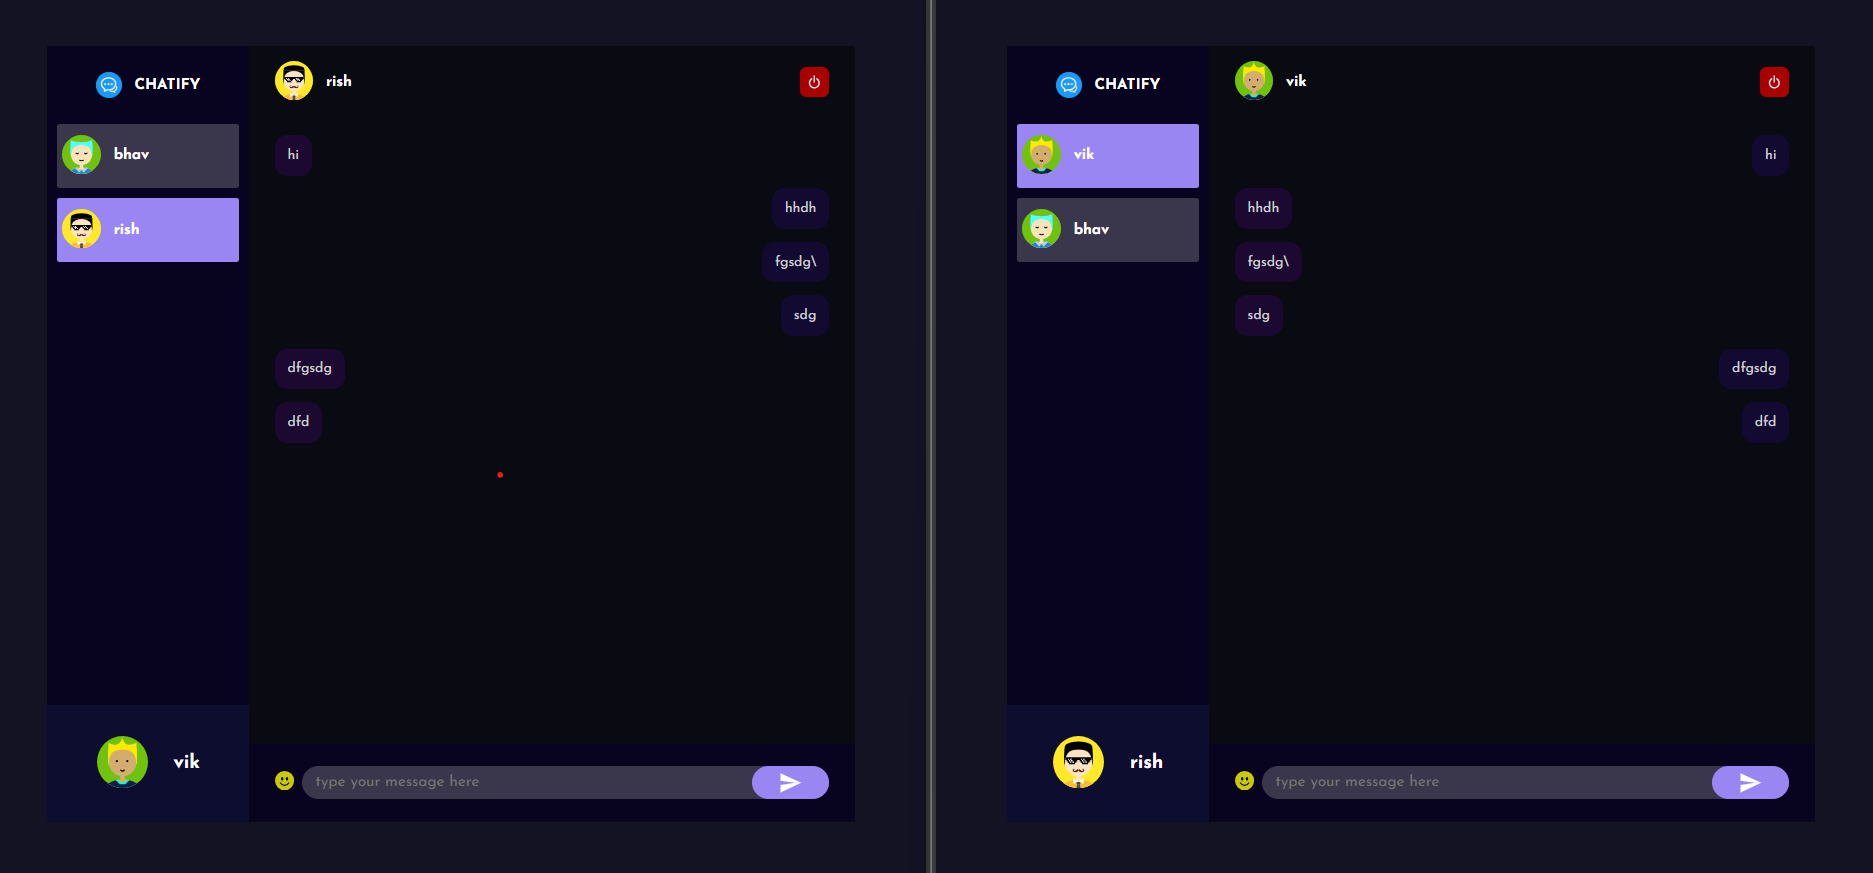 CHATIFY
bhav
rish
vik
rish
hi
hhdh
fgsdg\
sdg
dfgsdg
dfd
type your message here
CHATIFY
vik
bhav
rish
vik
hi
hhdh
fgsdg\
sdg
dfgsdg
dfd
type your message here